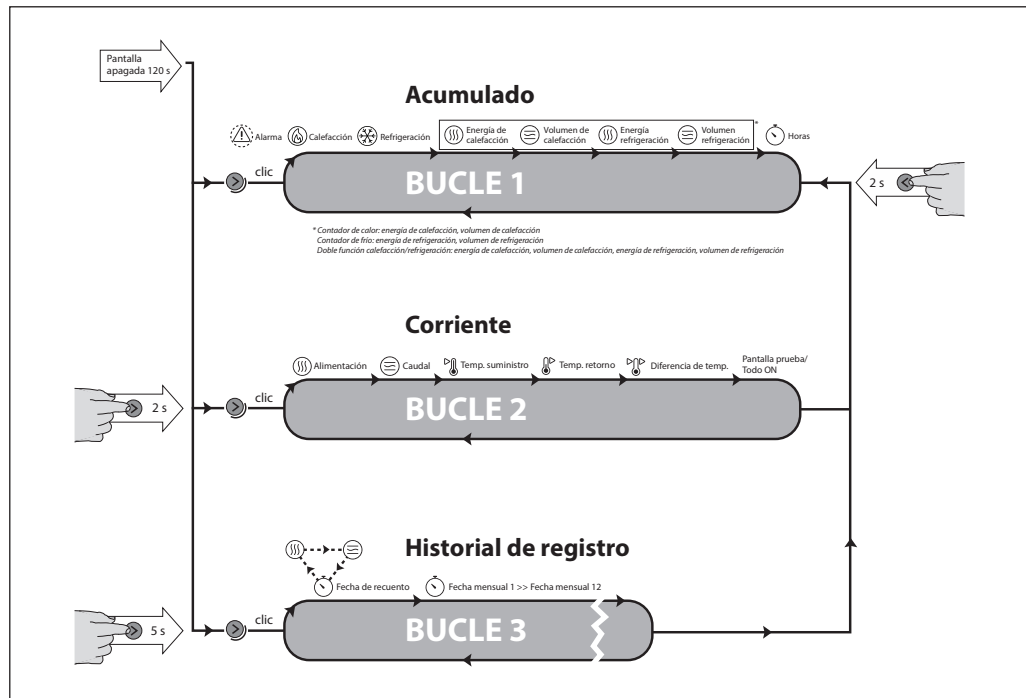 Pantalla
apagada 120 s
Acumulado
Alarma
Calefacción
Refrigeración
Energía de
calefacción
Volumen de
calefacción
Energía
refrigeración
Volumen
refrigeración
*
Horas
clic
BUCLE 1
2 s
* Contador de calor: energía de calefacción, volumen de calefacción
Contador de frío: energía de refrigeración, volumen de refrigeración
Doble función calefacción/refrigeración: energía de calefacción, volumen de calefacción, energía de refrigeración, volumen de refrigeración
Corriente
Alimentación
Caudal
Temp. suministro
Temp. retorno
Diferencia de temp.
Pantalla prueba/
Todo ON
2 s
clic
BUCLE 2
Historial de registro
Fecha de recuento
Fecha mensual 1 >> Fecha mensual 12
5 s
clic
BUCLE 3